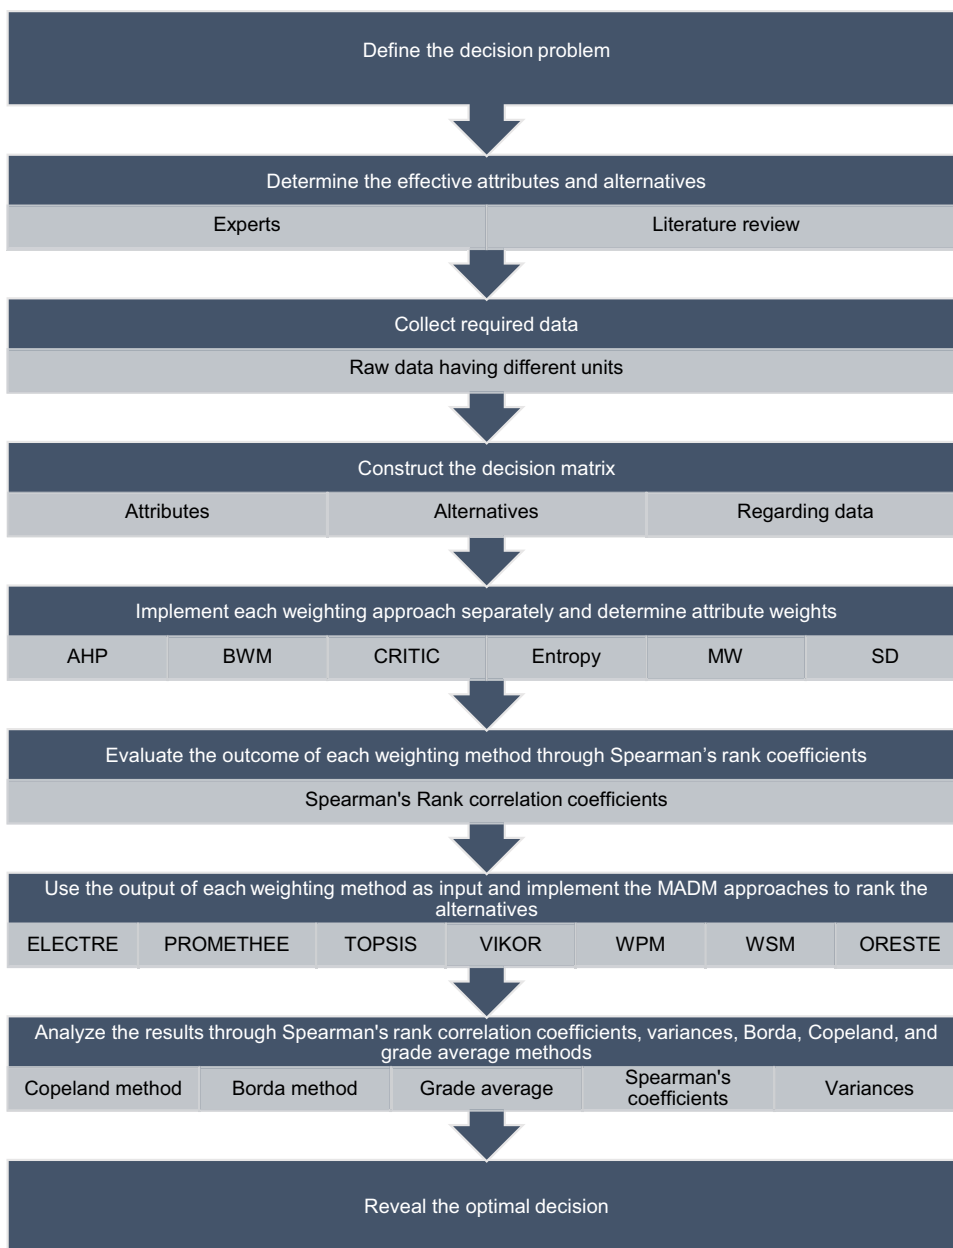 Define the decision problem
Determine the effective attributes and alternatives
Experts
Literature review
Collect required data
Raw data having different units
Construct the decision matrix
Attributes
Alternatives
Regarding data
Implement each weighting approach separately and determine attribute weights
AHP
BWM
CRITIC
Entropy
MW
SD
Evaluate the outcome of each weighting method through Spearman’s rank coefficients
Spearman's Rank correlation coefficients
Use the output of each weighting method as input and implement the MADM approaches to rank the
alternatives
ELECTRE
PROMETHEE
TOPSIS
VIKOR
WPM
WSM
ORESTE
Analyze the results through Spearman's rank correlation coefficients, variances, Borda, Copeland, and
grade average methods
Copeland method
Borda method
Grade average
Spearman's
coefficients
Variances
Reveal the optimal decision